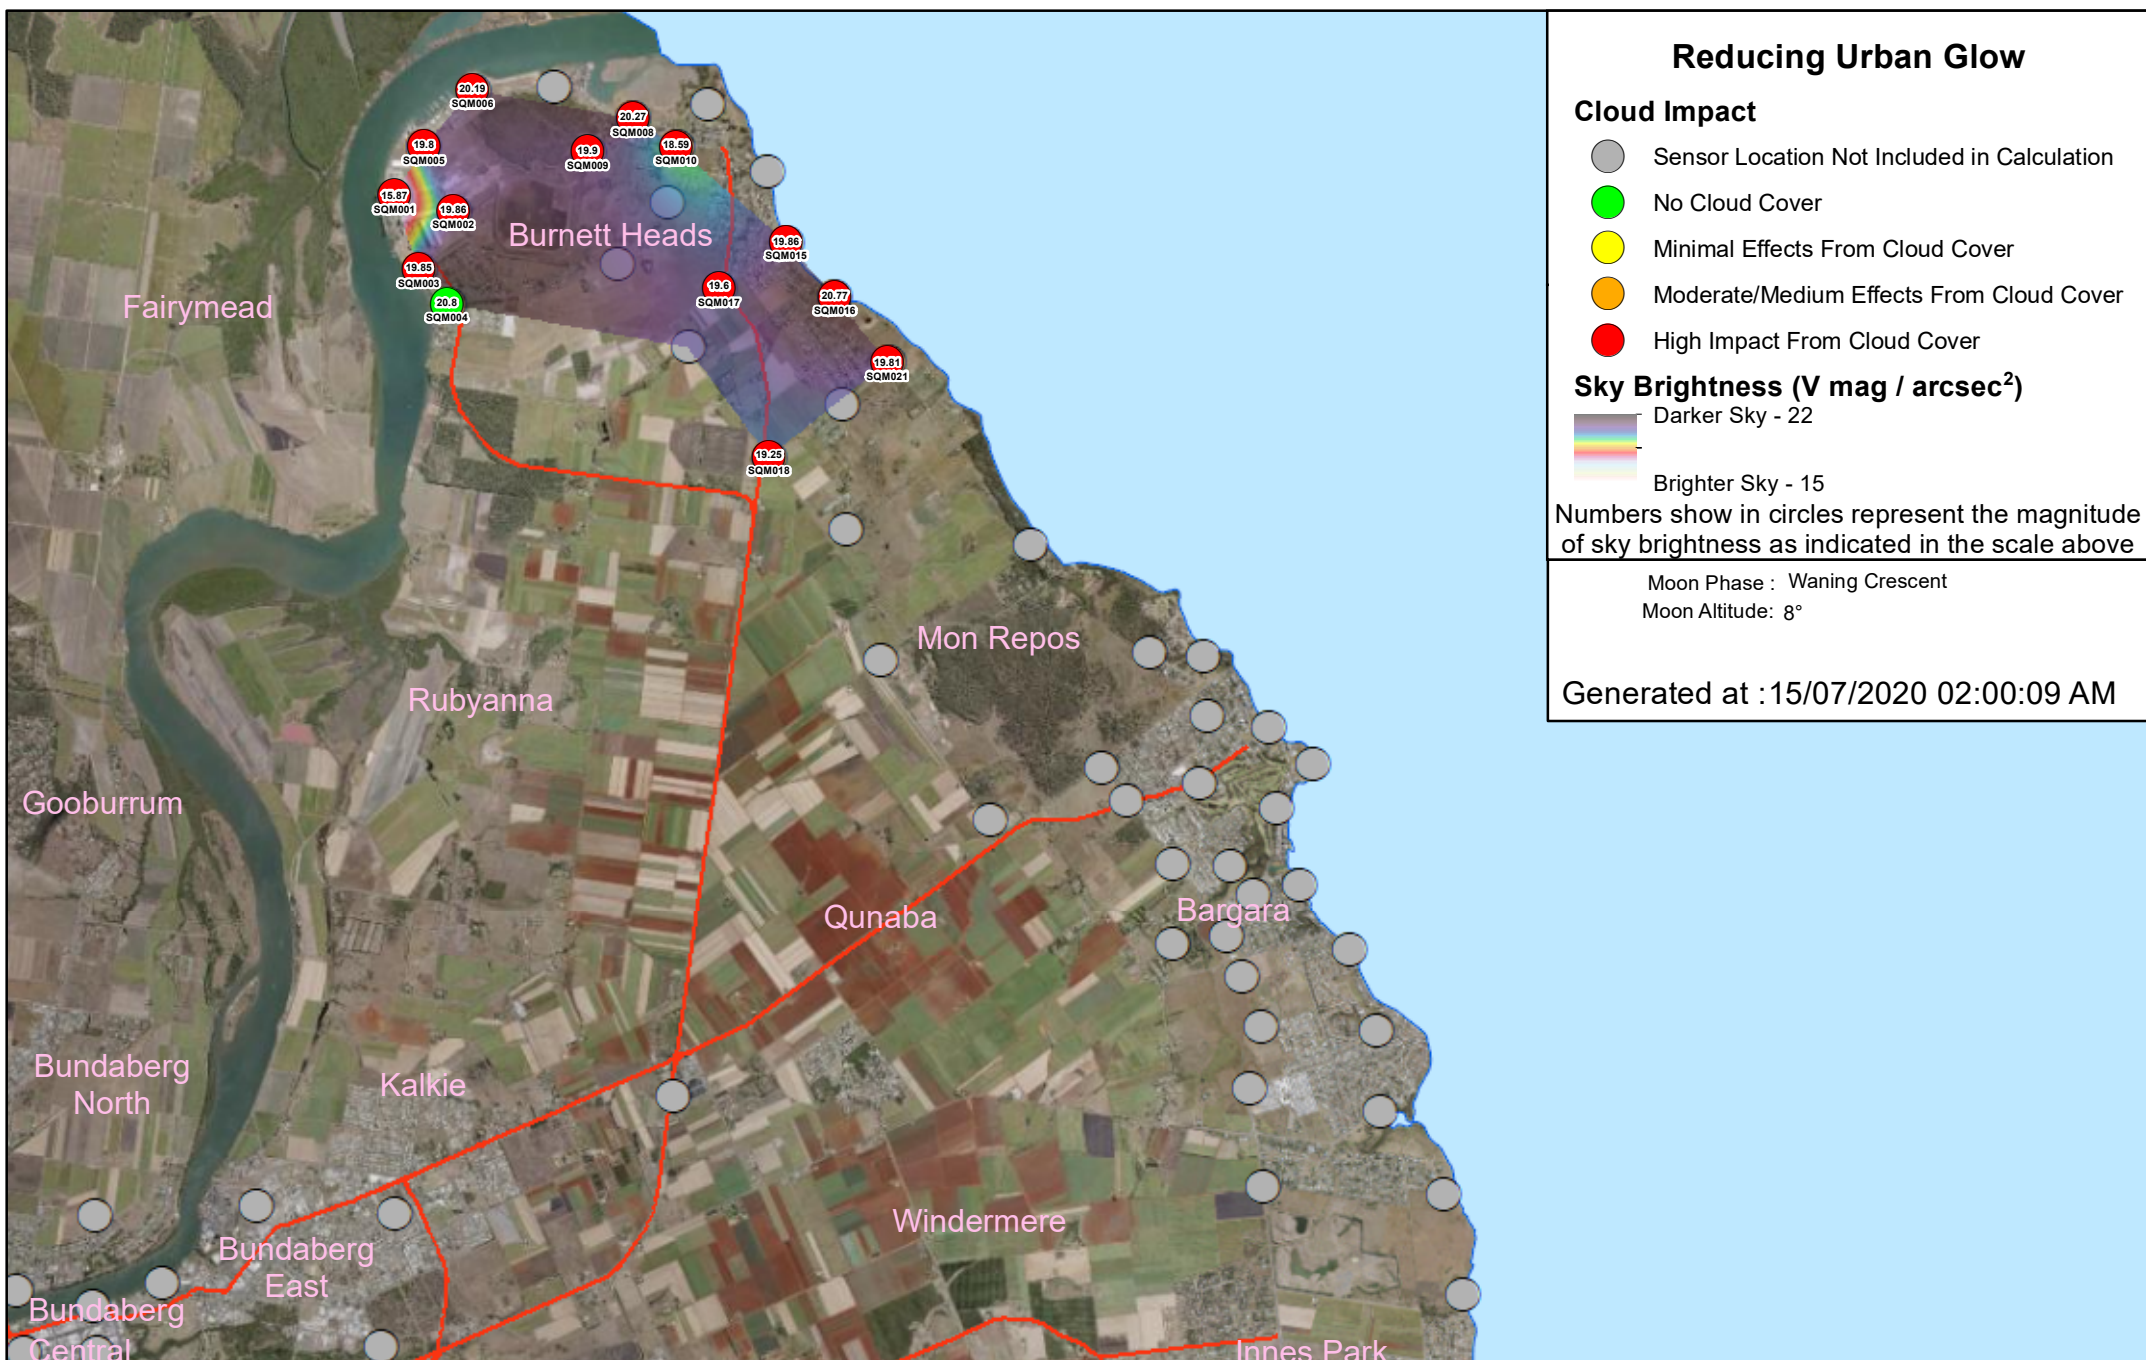 Reducing Urban Glow
Cloud Impact
Sensor Location Not Included in Calculation
No Cloud Cover
Minimal Effects From Cloud Cover
Moderate/Medium Effects From Cloud Cover
High Impact From Cloud Cover
Sky Brightness (V mag / arcsec²)
Darker Sky - 22
Brighter Sky - 15
Numbers show in circles represent the magnitude
of sky brightness as indicated in the scale above
Moon Phase : Waning Crescent
Moon Altitude: 8°
Generated at :15/07/2020 02:00:09 AM
20.19
SQM006
20.27
SQM008
19.8
SQM005
19.9
SQM009
18.59
SQM010
15.87
SQM001
19.86
SQM002
Burnett Heads
19.86
SQM015
19.85
SQM003
19.6
SQM017
20.77
SQM016
20.8
SQM004
Fairymead
19.81
SQM021
19.25
SQM018
Mon Repos
Rubyanna
Gooburrum
Qunaba
Bargara
Bundaberg
North
Kalkie
Windermere
Bundaberg
East
Bundaberg
Central
Innes Park